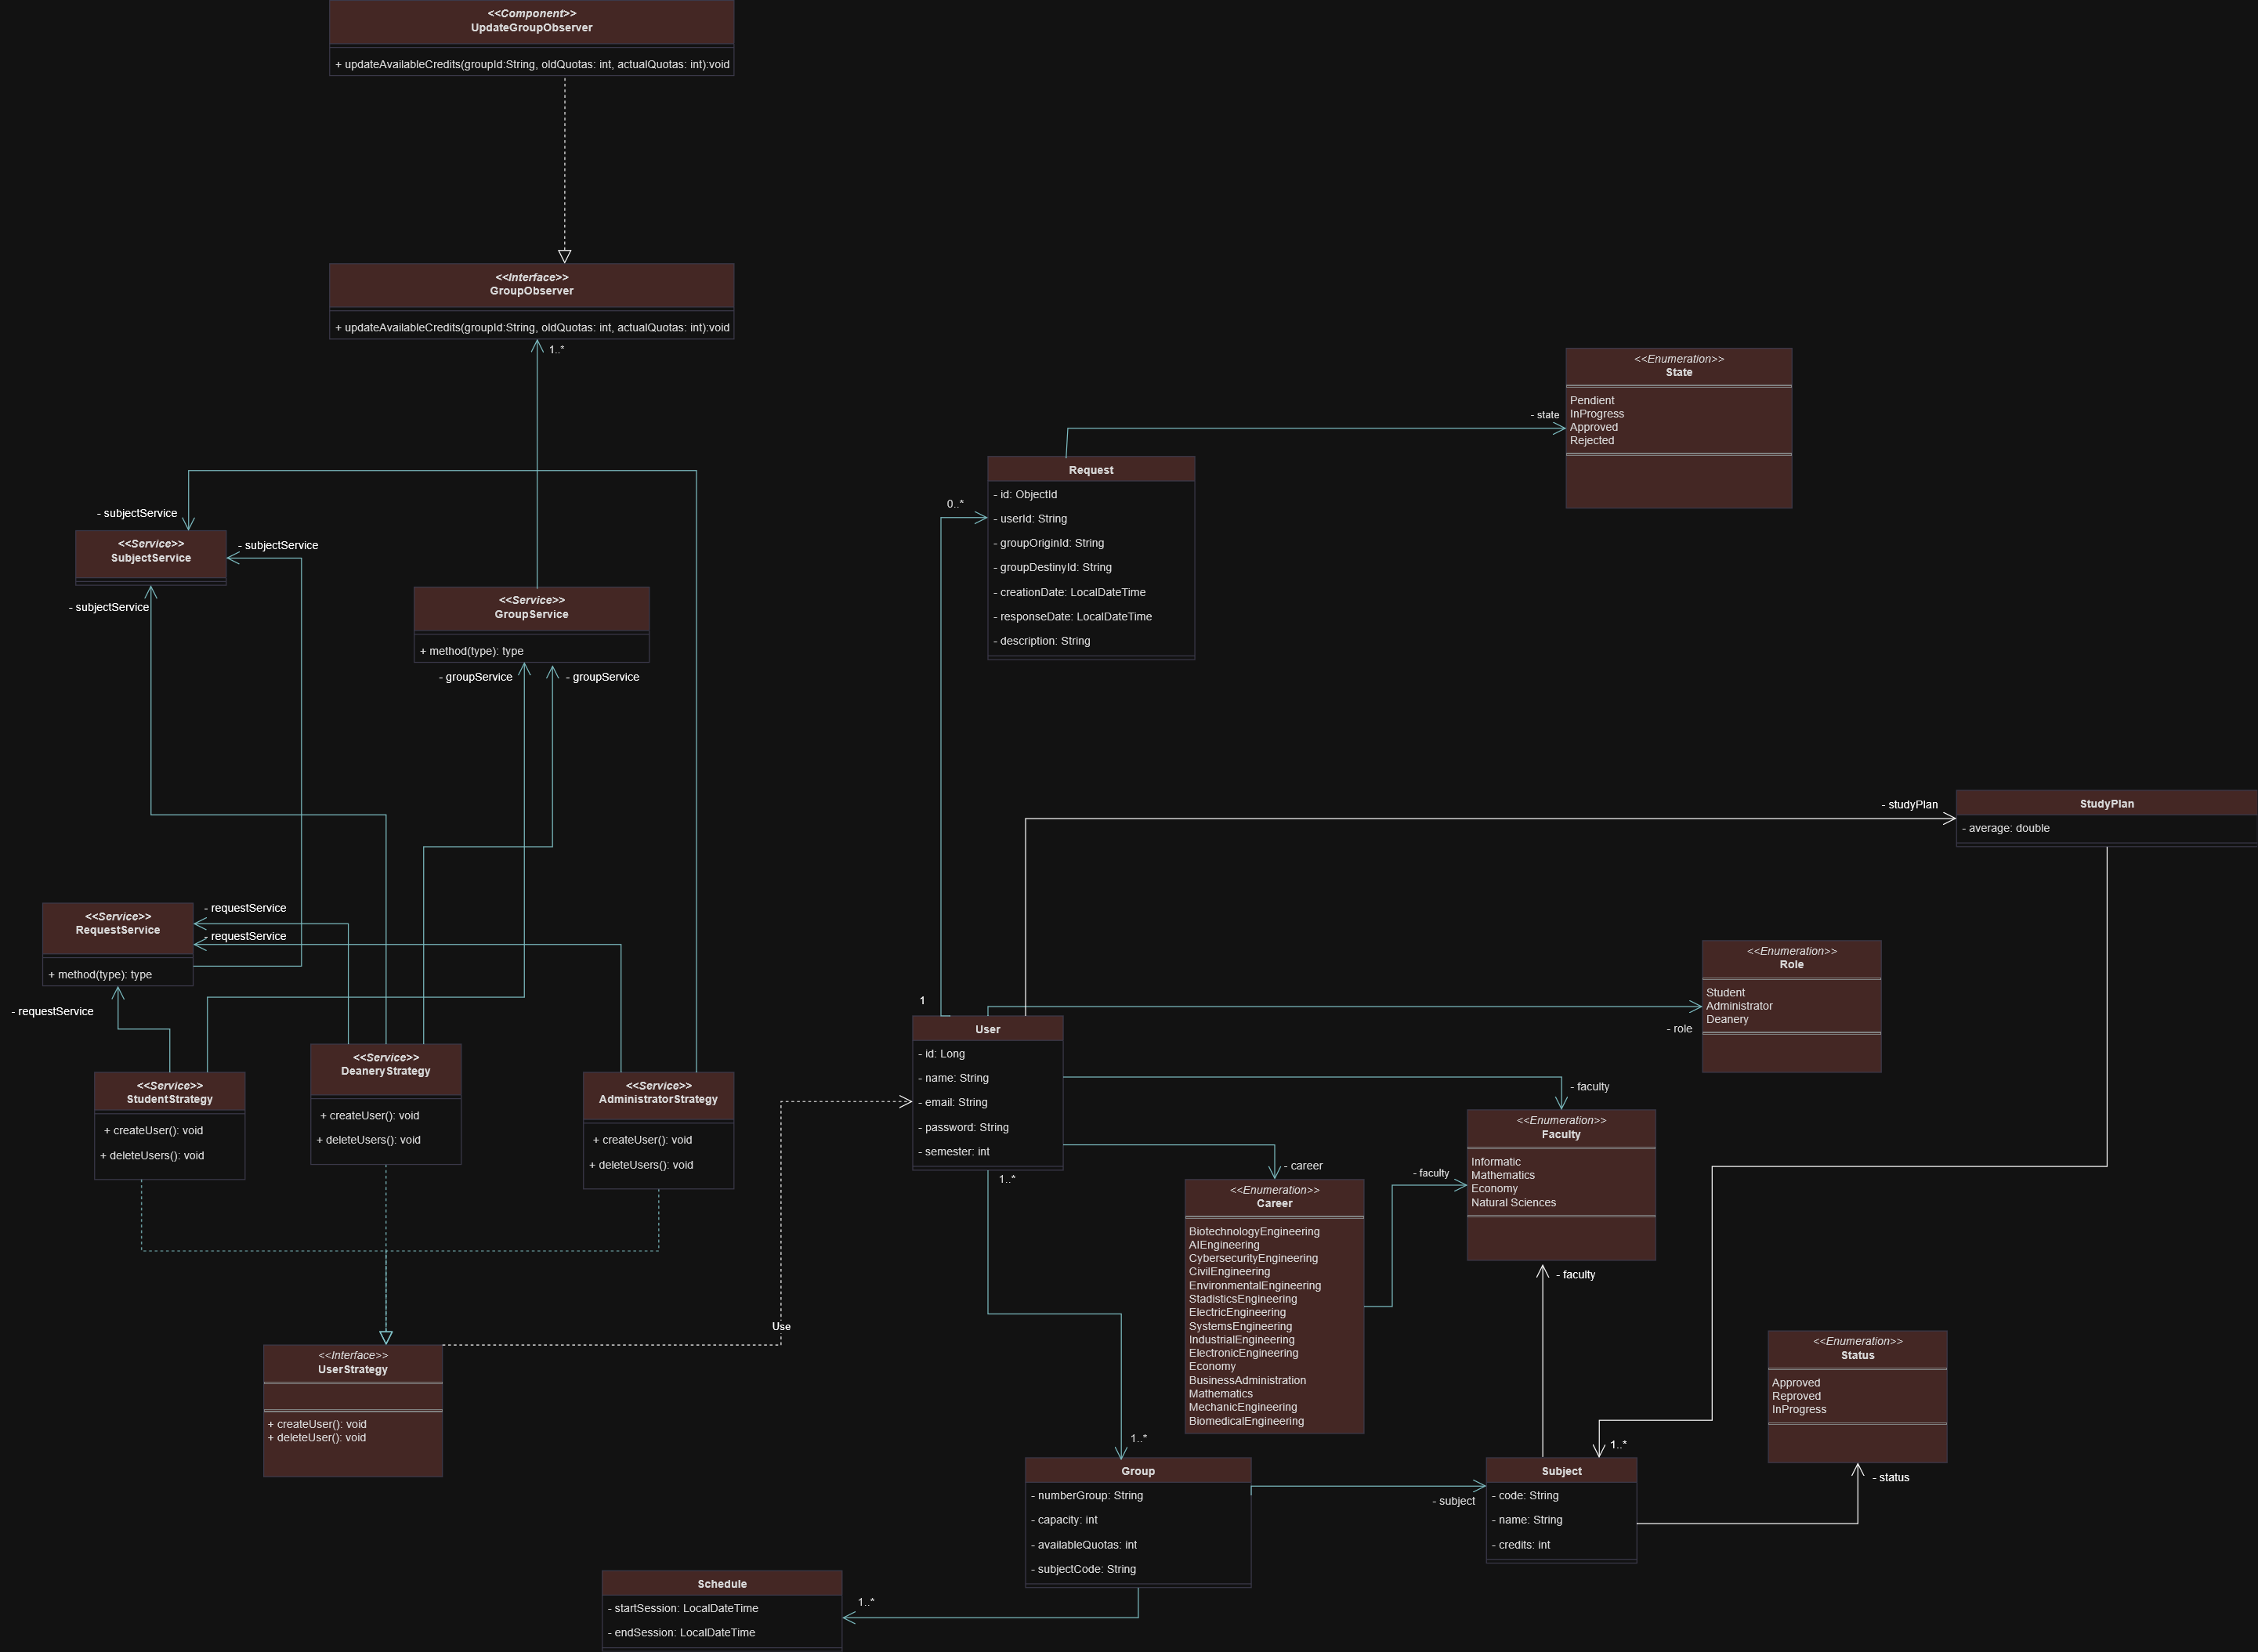 <<Component>>
UpdateGroupObserver
+ updateAvailableCredits(groupId:String, oldQuotas: int, actualQuotas: int):void
<<Interface>>
GroupObserver
+ updateAvailableCredits(groupId:String, oldQuotas: int, actualQuotas: int):void
1..*
- subjectService
<<Service>>
SubjectService
- subjectService
- subjectService
<<Service>>
GroupService
+ method(type): type
- groupService
- groupService
<<Service>>
RequestService
+ method(type): type
- requestService
- requestService
- requestService
<<Service>>
StudentStrategy
+ createUser(): void
+ deleteUsers(): void
<<Service>>
DeaneryStrategy
+ createUser(): void
+ deleteUsers(): void
<<Service>>
AdministratorStrategy
+ createUser(): void
+ deleteUsers(): void
<<Interface>>
UserStrategy
+ createUser(): void
+ deleteUser(): void
Use
<<Enumeration>>
State
Pendient
InProgress
Approved
Rejected
- state
Request
- id: ObjectId
- userId: String
- groupOriginId: String
- groupDestinyId: String
- creationDate: LocalDateTime
- responseDate: LocalDateTime
- description: String
0..*
1
- studyPlan
StudyPlan
- average: double
<<Enumeration>>
Role
Student
Administrator
Deanery
- role
User
- id: Long
- name: String
- email: String
- password: String
- semester: int
1..*
- faculty
<<Enumeration>>
Faculty
Informatic
Mathematics
Economy
Natural Sciences
- career
- faculty
<<Enumeration>>
Career
BiotechnologyEngineering
AIEngineering
CybersecurityEngineering
CivilEngineering
EnvironmentalEngineering
StadisticsEngineering
ElectricEngineering
SystemsEngineering
IndustrialEngineering
ElectronicEngineering
Economy
BusinessAdministration
Mathematics
MechanicEngineering
BiomedicalEngineering
- faculty
<<Enumeration>>
Status
Approved
Reproved
InProgress
- status
1..*
1..*
Group
- numberGroup: String
- capacity: int
- availableQuotas: int
- subjectCode: String
- subject
Subject
- code: String
- name: String
- credits: int
Schedule
- startSession: LocalDateTime
- endSession: LocalDateTime
1..*